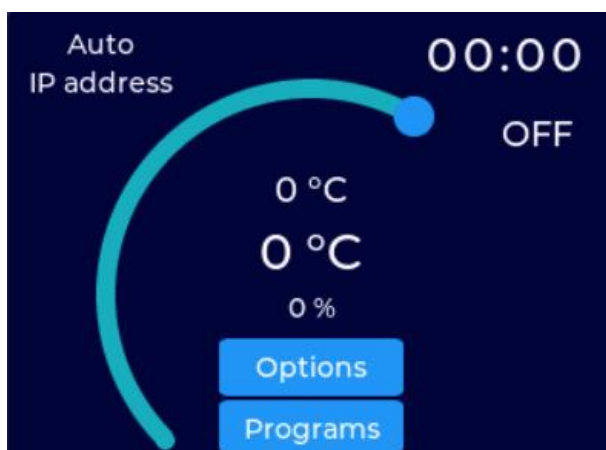 Auto
IP address
00:00
OFF
0 °C
0 °C
0 %
Options
Programs